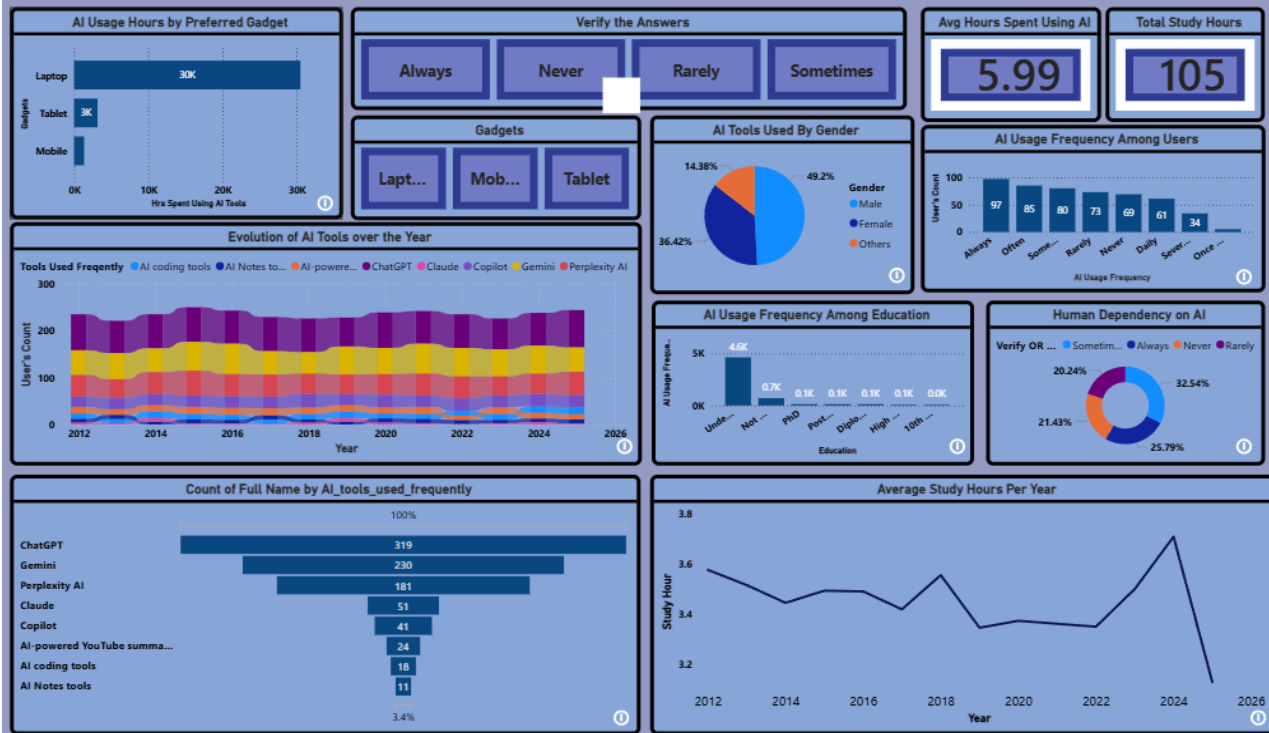 AI Usage Hours by Preferred Gadget
Gadgets
Laptop
30K
Tablet
3K
Mobile
0K 10K 20K 30K
Hrs Spent Using AI Tools
Verify the Answers
Always Never Rarely Sometimes
Gadgets
Lapt... Mob... Tablet
Avg Hours Spent Using AI
5.99
Total Study Hours
105
AI Tools Used By Gender
14.38%
49.2%
36.42%
Gender
Male
Female
Others
AI Usage Frequency Among Users
User's Count
100
50
0
97 85 80 73 69 61 34
Always Often Some... Rarely Never Daily Sever... Once ...
AI Usage Frequency
Evolution of AI Tools over the Year
Tools Used Freqently AI coding tools AI Notes to... AI-powere... ChatGPT Claude Copilot Gemini Perplexity AI
User's Count
300
200
100
0
2012 2014 2016 2018 2020 2022 2024 2026
Year
AI Usage Frequency Among Education
AI Usage Freque...
5K
0K
4.6K 0.7K 0.1K 0.1K 0.1K 0.1K 0.0K
Unde... Not ... PhD Post... Diplo... High ... 10th ...
Education
Human Dependency on AI
Verify OR ... Sometim... Always Never Rarely
20.24%
32.54%
21.43%
25.79%
Count of Full Name by AI_tools_used_frequently
100%
ChatGPT 319
Gemini 230
Perplexity AI 181
Claude 51
Copilot 41
AI-powered YouTube summa... 24
AI coding tools 18
AI Notes tools 11
3.4%
Average Study Hours Per Year
Study Hour
3.8
3.6
3.4
3.2
2012 2014 2016 2018 2020 2022 2024 2026
Year